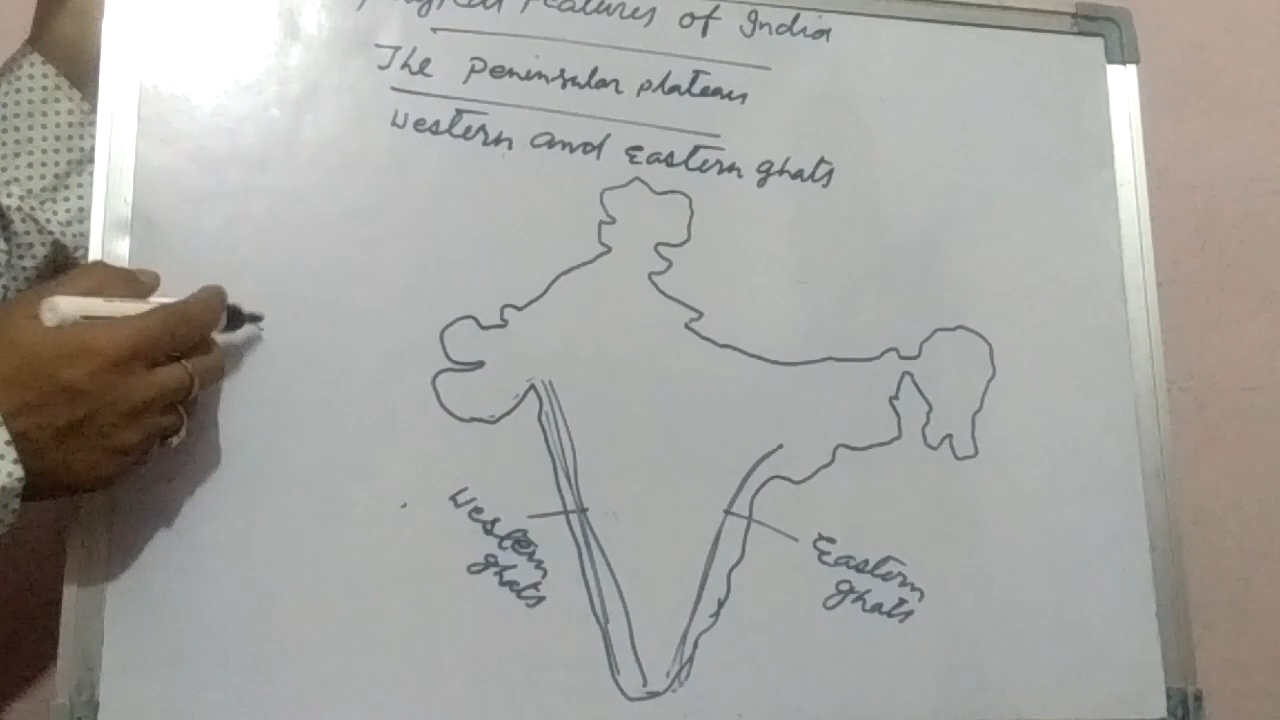 Features of India
The Peninsular plateau
Western and Eastern ghats
Western
ghats
Eastern
ghats